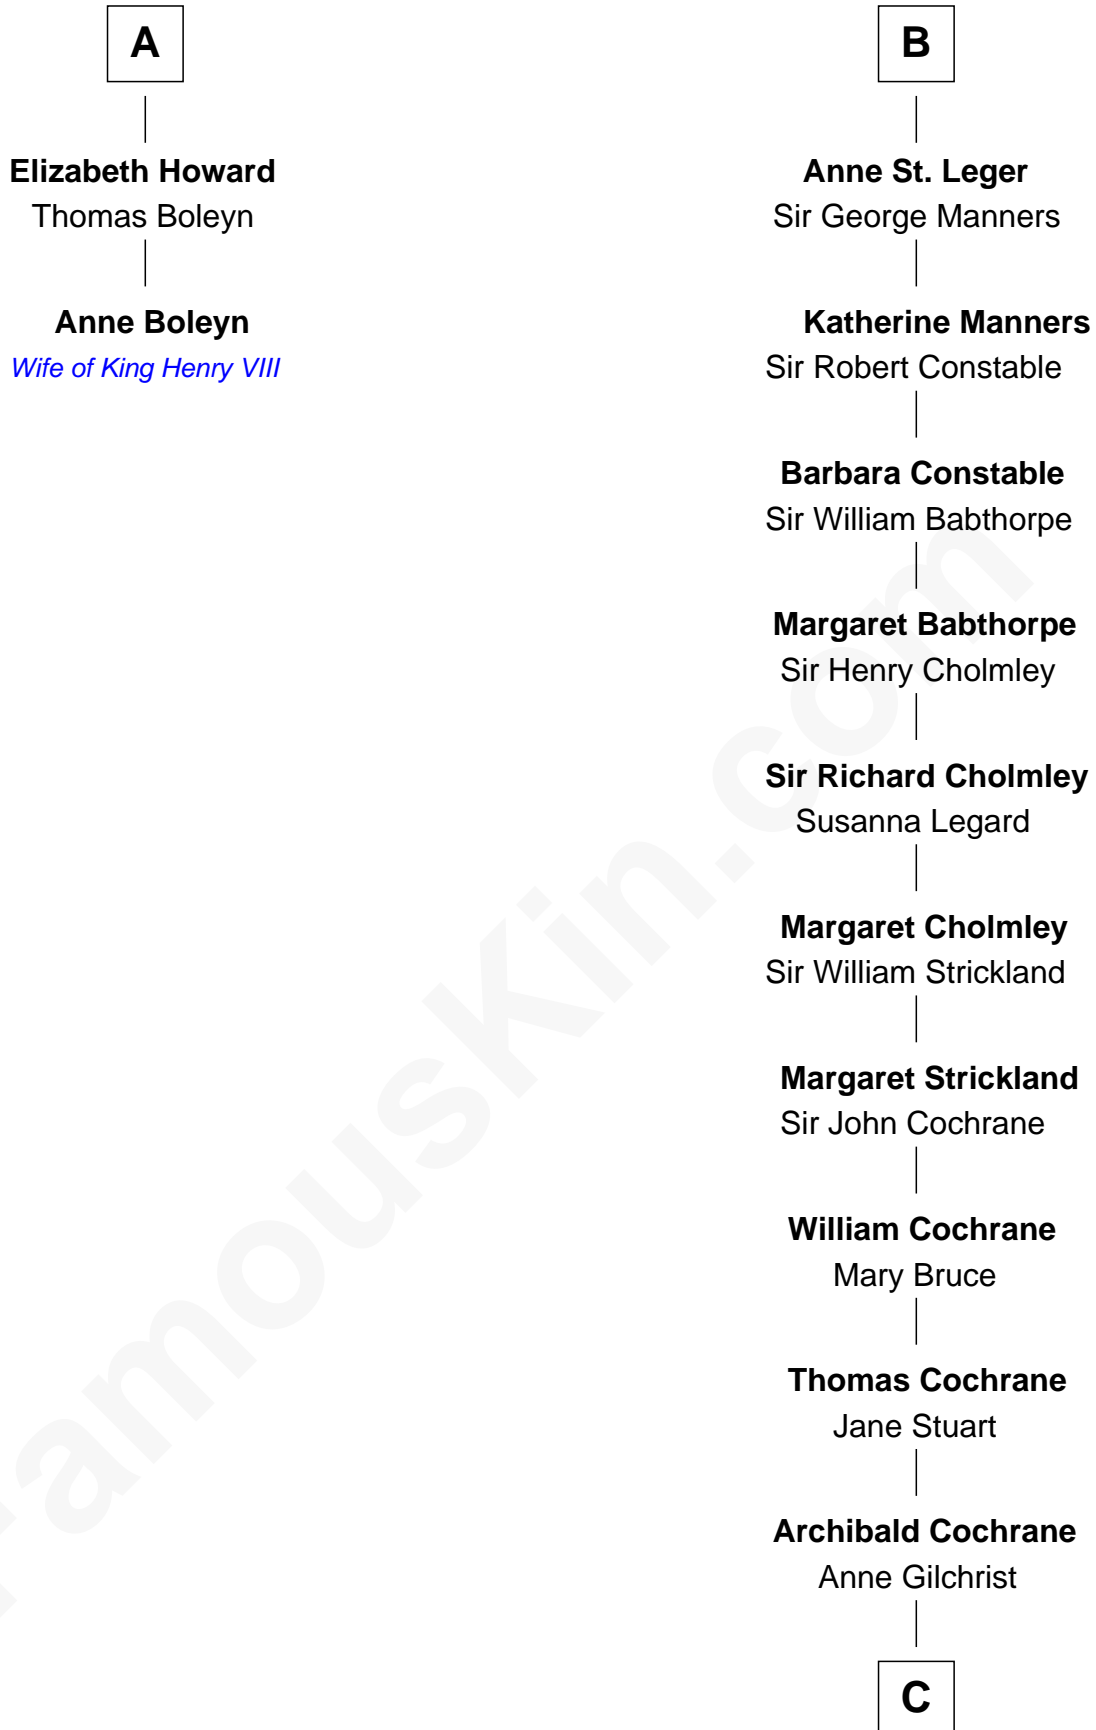 A
Elizabeth Howard
Thomas Boleyn
Anne Boleyn
Wife of King Henry VIII
B
Anne St. Leger
Sir George Manners
Katherine Manners
Sir Robert Constable
Barbara Constable
Sir William Babthorpe
Margaret Babthorpe
Sir Henry Cholmley
Sir Richard Cholmley
Susanna Legard
Margaret Cholmley
Sir William Strickland
Margaret Strickland
Sir John Cochrane
William Cochrane
Mary Bruce
Thomas Cochrane
Jane Stuart
Archibald Cochrane
Anne Gilchrist
C
FamousKin.com